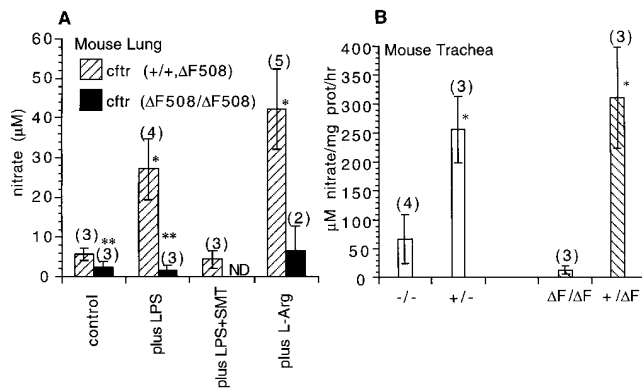 A
Mouse Lung
cftr (+/+,ΔF508)
cftr (ΔF508/ΔF508)
nitrate (μM)
60
50
40
30
20
10
0
(3)
**
(3)
(4)
*
**
(3)
(3)
ND
(5)
*
(2)
control
plus LPS
plus LPS+SMT
plus L-Arg
B
Mouse Trachea
μM nitrate/mg prot/hr
400
350
300
250
200
150
100
50
0
(4)
(3)
*
(3)
(3)
*
-/-
+/-
ΔF/ΔF
+/ΔF